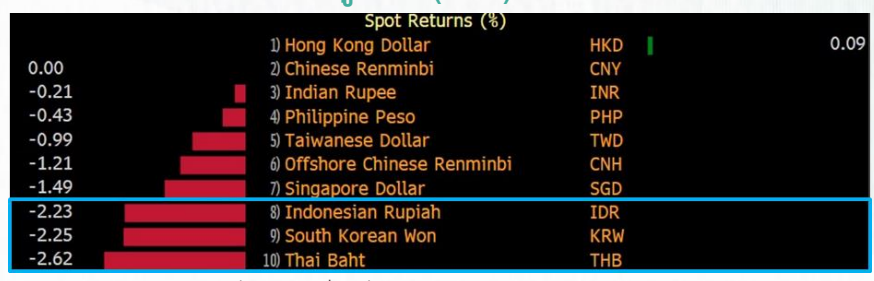 Spot Returns (%)
1) Hong Kong Dollar HKD 0.09
0.00 2) Chinese Renminbi CNY
-0.21 3) Indian Rupee INR
-0.43 4) Philippine Peso PHP
-0.99 5) Taiwanese Dollar TWD
-1.21 6) Offshore Chinese Renminbi CNH
-1.49 7) Singapore Dollar SGD
-2.23 8) Indonesian Rupiah IDR
-2.25 9) South Korean Won KRW
-2.62 10) Thai Baht THB